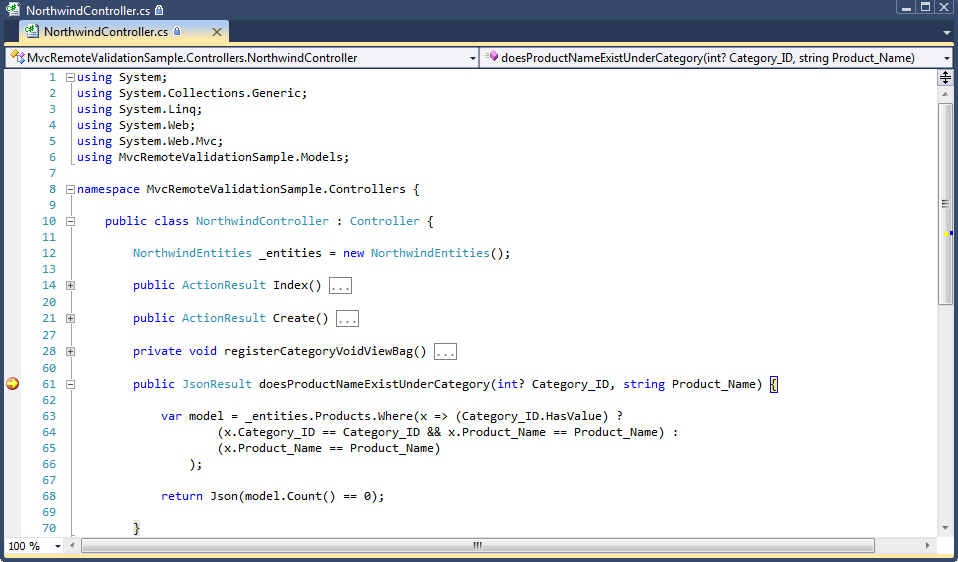 NorthwindController.cs
NorthwindController.cs
MvcRemoteValidationSample.Controllers.NorthwindController doesProductNameExistUnderCategory(int? Category_ID, string Product_Name)
1 using System;
2 using System.Collections.Generic;
3 using System.Linq;
4 using System.Web;
5 using System.Web.Mvc;
6 using MvcRemoteValidationSample.Models;
7
8 namespace MvcRemoteValidationSample.Controllers {
9
10 public class NorthwindController : Controller {
11
12 NorthwindEntities _entities = new NorthwindEntities();
13
14 public ActionResult Index() ...
20
21 public ActionResult Create() ...
27
28 private void registerCategoryVoidViewBag() ...
60
61 public JsonResult doesProductNameExistUnderCategory(int? Category_ID, string Product_Name) {
62
63 var model = _entities.Products.Where(x => (Category_ID.HasValue) ?
64 (x.Category_ID == Category_ID && x.Product_Name == Product_Name) :
65 (x.Product_Name == Product_Name)
66 );
67
68 return Json(model.Count() == 0);
69
70 }
100 %